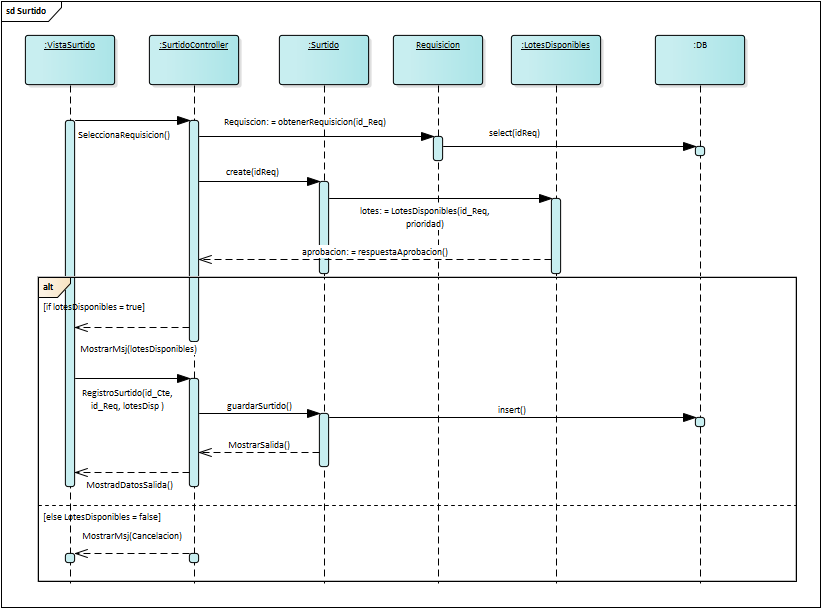 sd Surtido
:VistaSurtido
:SurtidoController
:Surtido
Requisicion
:LotesDisponibles
:DB
SeleccionaRequisicion()
Requiscion: = obtenerRequisicion(id_Req)
select(idReq)
create(idReq)
lotes: = LotesDisponibles(id_Req,
prioridad)
aprobacion: = respuestaAprobacion()
alt
[if lotesDisponibles = true]
MostrarMsj(lotesDisponibles)
RegistroSurtido(id_Cte,
id_Req, lotesDisp )
guardarSurtido()
insert()
MostrarSalida()
MostradDatosSalida()
[else LotesDisponibles = false]
MostrarMsj(Cancelacion)